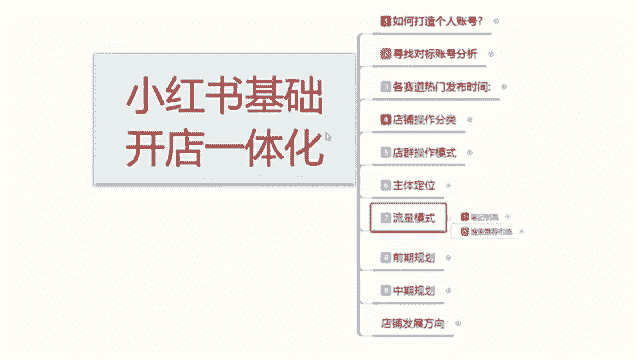 小红书基础
开店一体化
1 如何打造个人账号?
2 寻找对标账号分析
3 各赛道热门发布时间:
4 店铺操作分类
5 店群操作模式
6 主体定位
7 流量模式
8 前期规划
9 中期规划
店铺发展方向